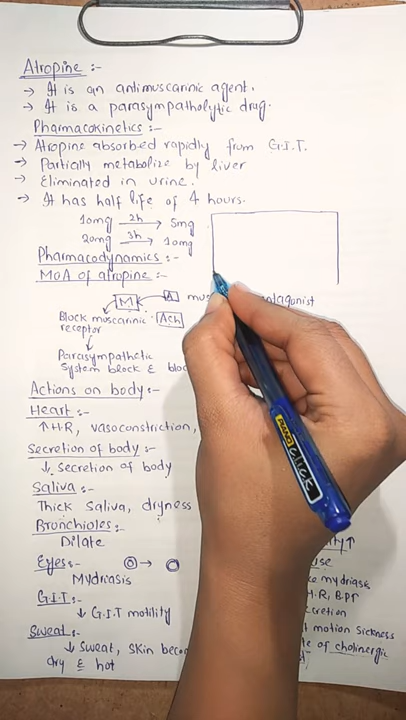 Atropine :-
→ It is an antimuscarinic agent.
→ It is a parasympatholytic drug.
Pharmacokinetics :-
→ Atropine absorbed rapidly from G.I.T.
→ Partially metabolize by liver
→ Eliminated in urine.
→ It has half life of 4 hours.
10mg 2h→ 5mg
20mg 3h→ 10mg
Pharmacodynamics :-
MoA of atropine :-
M ← A antagonist
Block muscarinic · Ach
receptor
Parasympathetic
System block &
Actions on body :-
Heart :-
↑ H.R, vasoconstriction,
Secretion of body :-
↓ secretion of body
Saliva :-
Thick Saliva, dryness
Bronchioles :-
Dilate
Eyes :- →
Mydriasis
G.I.T :-
↓ G.I.T motility
Sweat :-
↓ Sweat, skin
dry & hot
mydriasis
H.R, B.P↑
motion sickness
of cholinergic
PIANO click